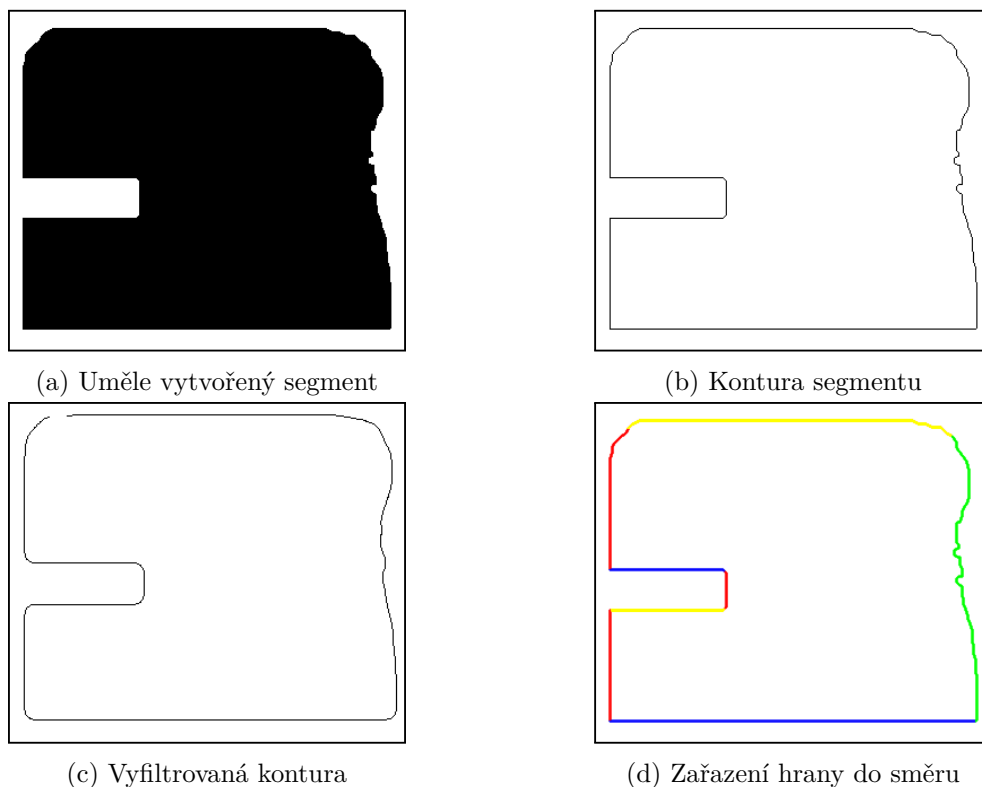 (a) Uměle vytvořený segment
(b) Kontura segmentu
(c) Vyfiltrovaná kontura
(d) Zařazení hrany do směru